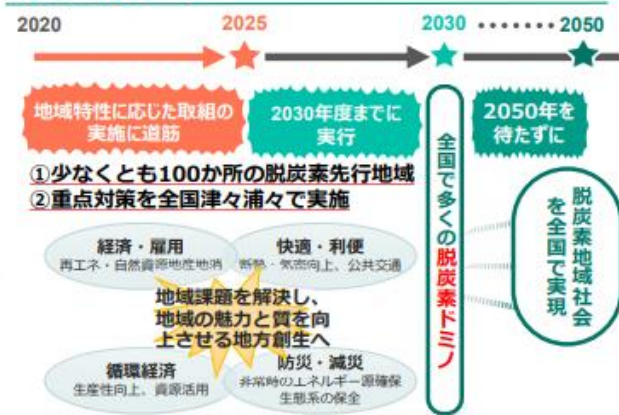 2020
2025
2030
2050
地域特性に応じた取組の
実施に道筋
2030年度までに
実行
2050年を
待たずに
①少なくとも100か所の脱炭素先行地域
②重点対策を全国津々浦々で実施
経済・雇用
再エネ・自然資源地産地消
快適・利便
断熱・気密向上、公共交通
地域課題を解決し、
地域の魅力と質を向
上させる地方創生へ
循環経済
生産性向上、資源活用
防災・減災
非常時のエネルギー源確保
生態系の保全
全国で多くの脱炭素ドミノ
脱炭素地域社会
を全国で実現